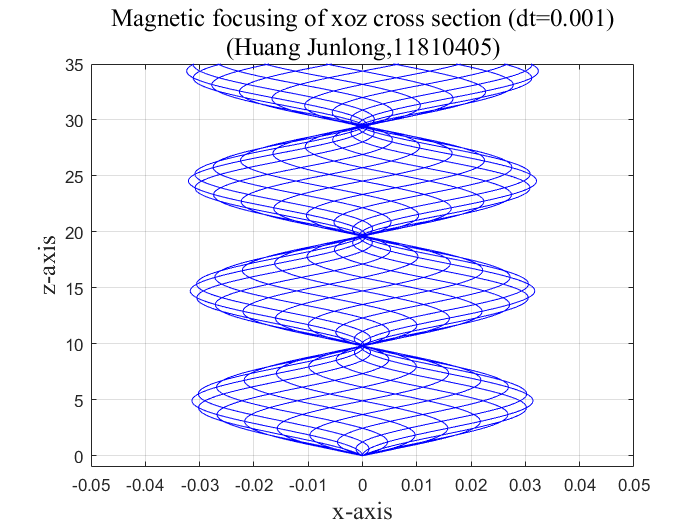 Magnetic focusing of xoz cross section (dt=0.001)
(Huang Junlong,11810405)
z-axis
35
30
25
20
15
10
5
0
-0.05 -0.04 -0.03 -0.02 -0.01 0 0.01 0.02 0.03 0.04 0.05
x-axis